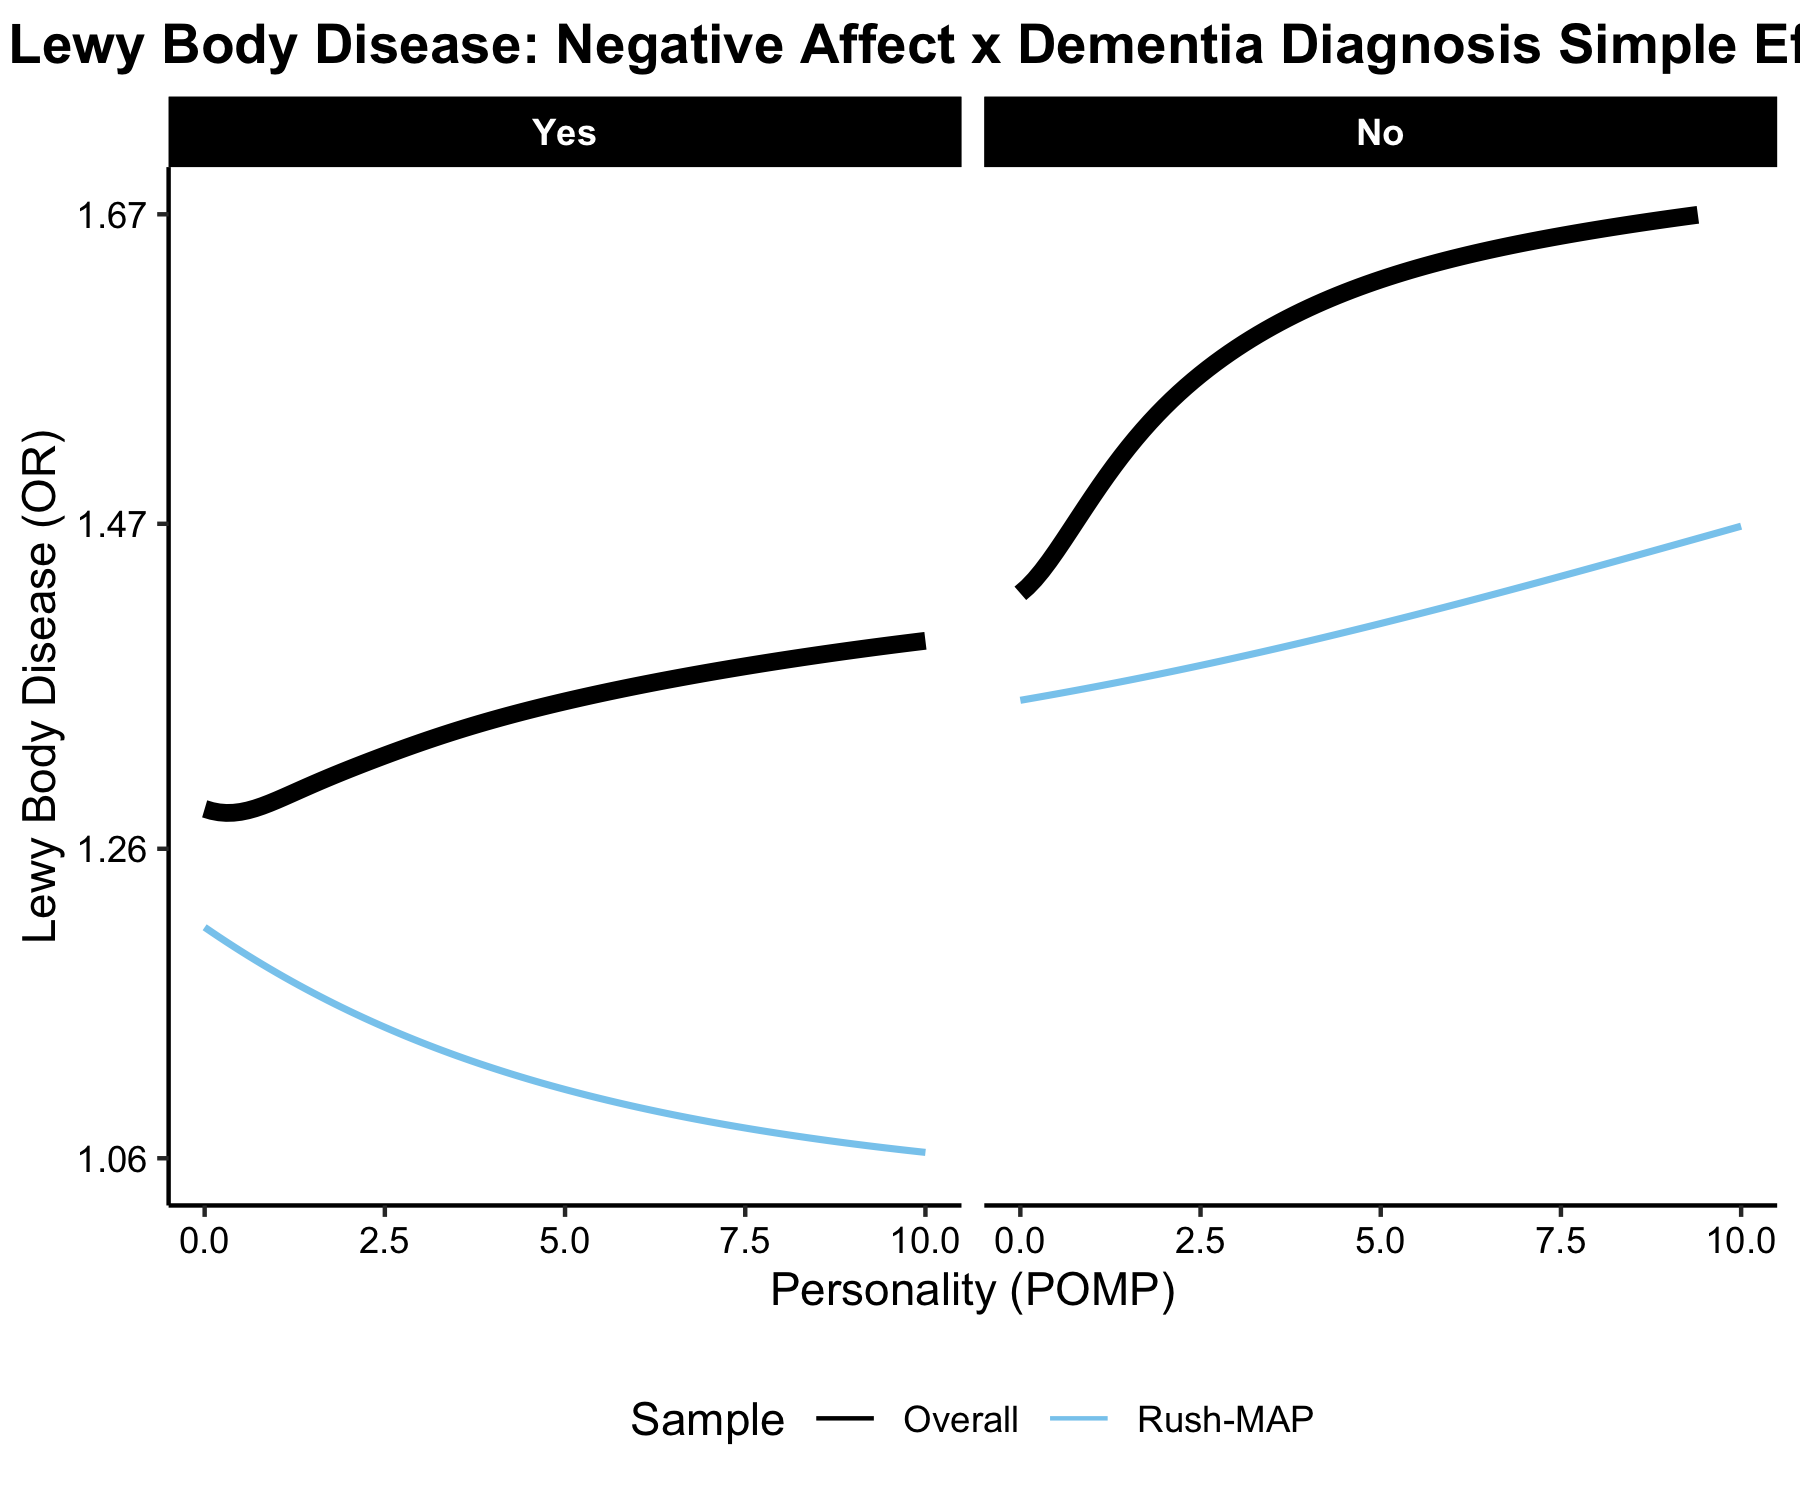 Lewy Body Disease: Negative Affect x Dementia Diagnosis Simple Ef
Yes
No
Lewy Body Disease (OR)
1.67
1.47
1.26
1.06
0.0 2.5 5.0 7.5 10.0 0.0 2.5 5.0 7.5 10.0
Personality (POMP)
Sample Overall Rush-MAP